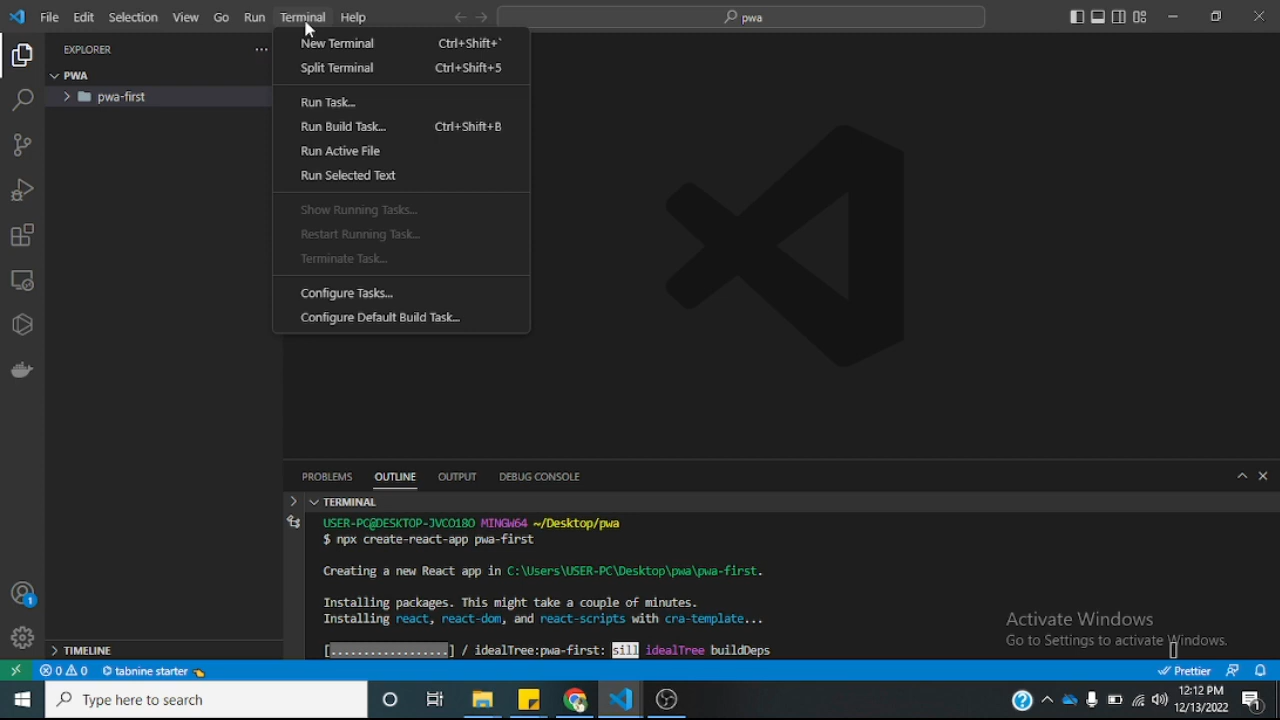 File Edit Selection View Go Run Terminal Help
pwa
EXPLORER
PWA
pwa-first
New Terminal Ctrl+Shift+`
Split Terminal Ctrl+Shift+5
Run Task...
Run Build Task... Ctrl+Shift+B
Run Active File
Run Selected Text
Show Running Tasks...
Restart Running Task...
Terminate Task...
Configure Tasks...
Configure Default Build Task...
PROBLEMS OUTLINE OUTPUT DEBUG CONSOLE
TERMINAL
USER-PC@DESKTOP-JVCO18O MINGW64 ~/Desktop/pwa
$ npx create-react-app pwa-first
Creating a new React app in C:\Users\USER-PC\Desktop\pwa\pwa-first.
Installing packages. This might take a couple of minutes.
Installing react, react-dom, and react-scripts with cra-template...
[..................] / idealTree:pwa-first: sill idealTree buildDeps
Activate Windows
Go to Settings to activate Windows.
1
TIMELINE
0 0 tabnine starter
Prettier
Type here to search
12:12 PM
12/13/2022
1